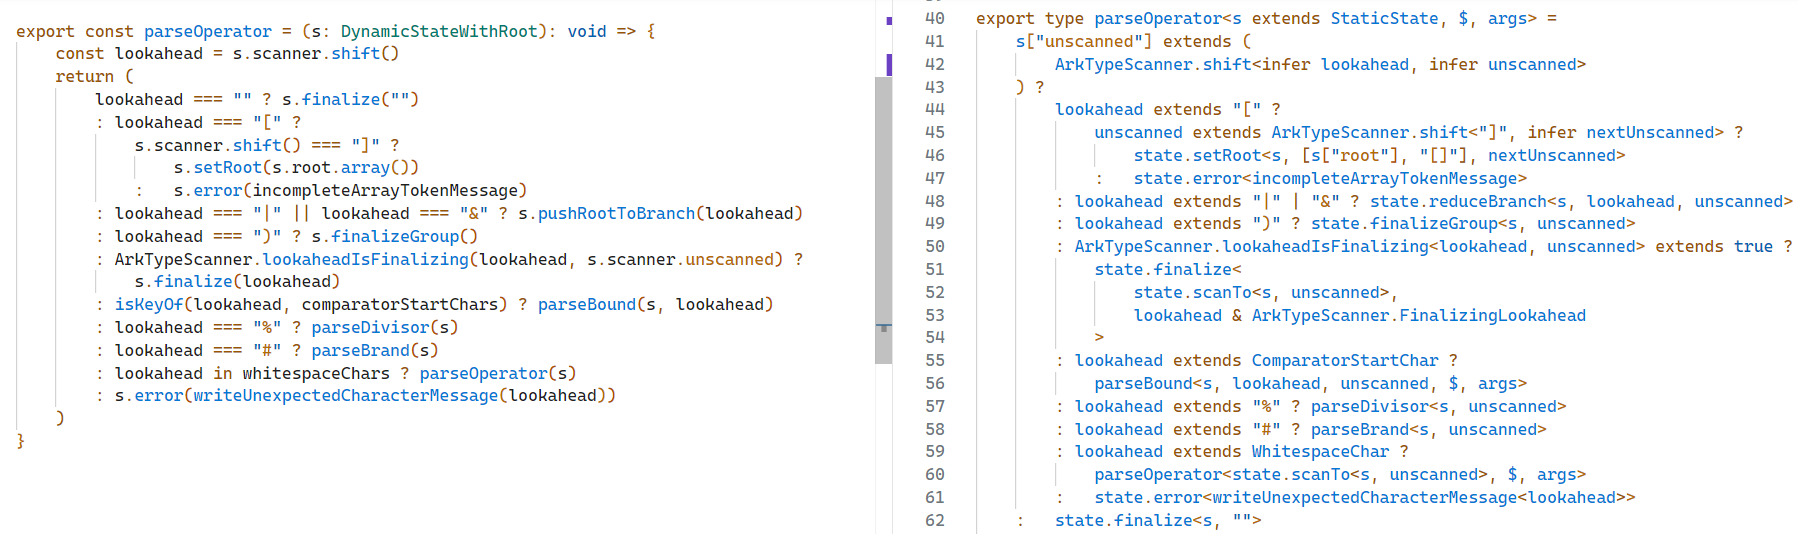 export const parseOperator = (s: DynamicStateWithRoot): void => {
    const lookahead = s.scanner.shift()
    return (
        lookahead === "" ? s.finalize("")
        : lookahead === "[" ?
            s.scanner.shift() === "]" ?
                s.setRoot(s.root.array())
            :   s.error(incompleteArrayTokenMessage)
        : lookahead === "|" || lookahead === "&" ? s.pushRootToBranch(lookahead)
        : lookahead === ")" ? s.finalizeGroup()
        : ArkTypeScanner.lookaheadIsFinalizing(lookahead, s.scanner.unscanned) ?
            s.finalize(lookahead)
        : isKeyOf(lookahead, comparatorStartChars) ? parseBound(s, lookahead)
        : lookahead === "%" ? parseDivisor(s)
        : lookahead === "#" ? parseBrand(s)
        : lookahead in whitespaceChars ? parseOperator(s)
        : s.error(writeUnexpectedCharacterMessage(lookahead))
    )
}
40 export type parseOperator<s extends StaticState, $, args> =
41     s["unscanned"] extends (
42         ArkTypeScanner.shift<infer lookahead, infer unscanned>
43     ) ?
44         lookahead extends "[" ?
45             unscanned extends ArkTypeScanner.shift<"]", infer nextUnscanned> ?
46                 state.setRoot<s, [s["root"], "[]"], nextUnscanned>
47             :   state.error<incompleteArrayTokenMessage>
48         : lookahead extends "|" | "&" ? state.reduceBranch<s, lookahead, unscanned>
49         : lookahead extends ")" ? state.finalizeGroup<s, unscanned>
50         : ArkTypeScanner.lookaheadIsFinalizing<lookahead, unscanned> extends true ?
51             state.finalize<
52                 state.scanTo<s, unscanned>,
53                 lookahead & ArkTypeScanner.FinalizingLookahead
54             >
55         : lookahead extends ComparatorStartChar ?
56             parseBound<s, lookahead, unscanned, $, args>
57         : lookahead extends "%" ? parseDivisor<s, unscanned>
58         : lookahead extends "#" ? parseBrand<s, unscanned>
59         : lookahead extends WhitespaceChar ?
60             parseOperator<state.scanTo<s, unscanned>, $, args>
61         :   state.error<writeUnexpectedCharacterMessage<lookahead>>
62     :   state.finalize<s, "">